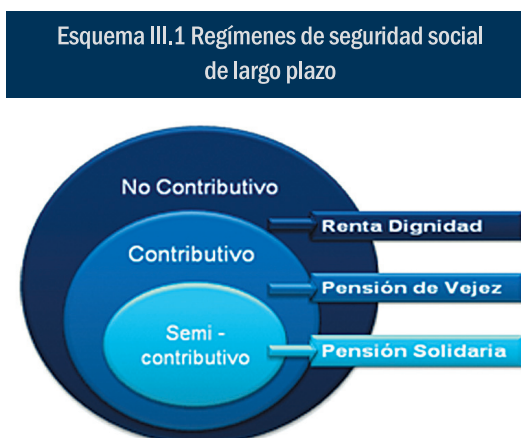 Esquema III.1 Regímenes de seguridad social
de largo plazo
No Contributivo
Renta Dignidad
Contributivo
Pensión de Vejez
Semi -
contributivo
Pensión Solidaria